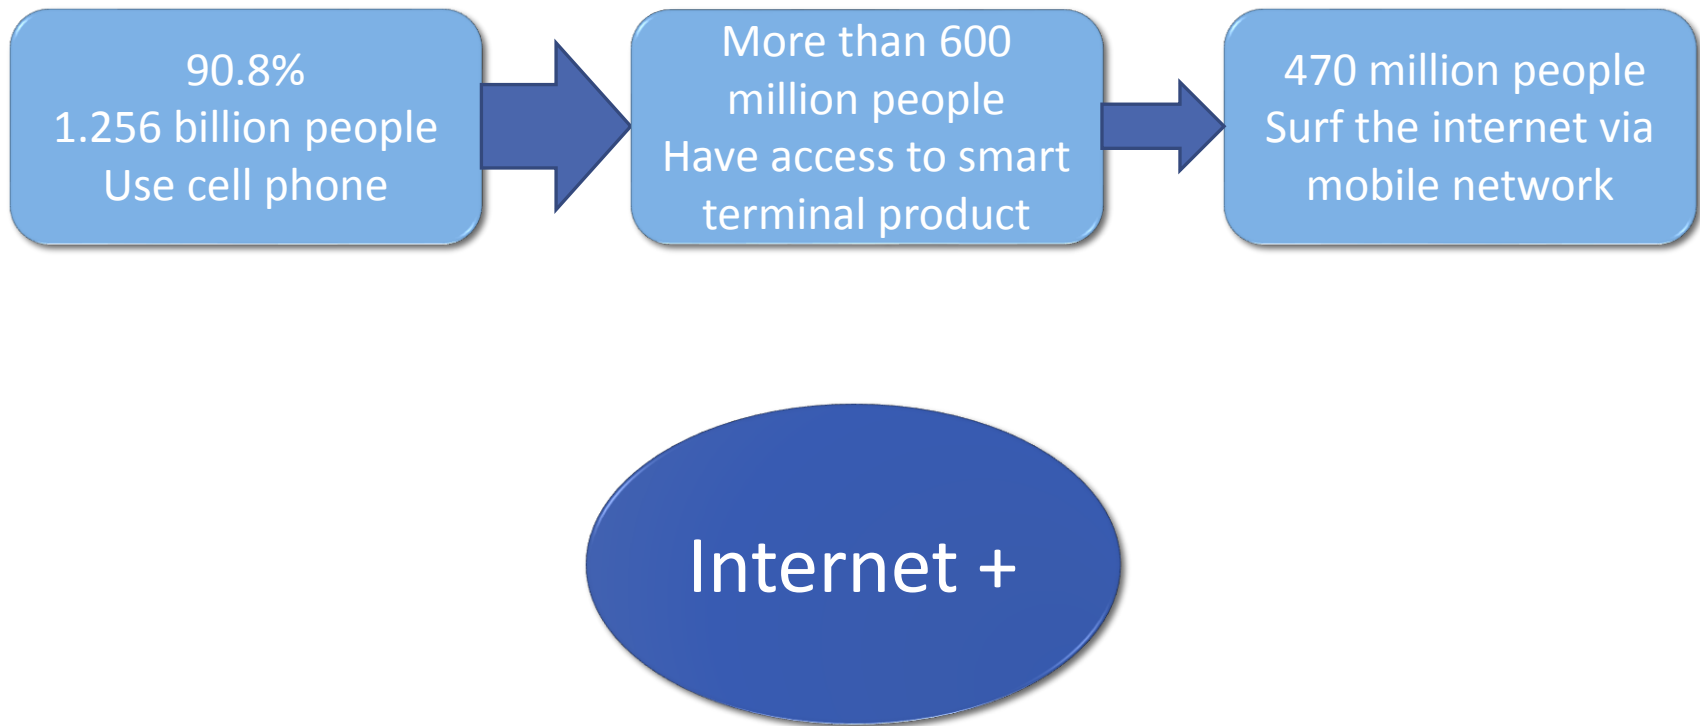 90.8%
1.256 billion people
Use cell phone
More than 600
million people
Have access to smart
terminal product
470 million people
Surf the internet via
mobile network
Internet +